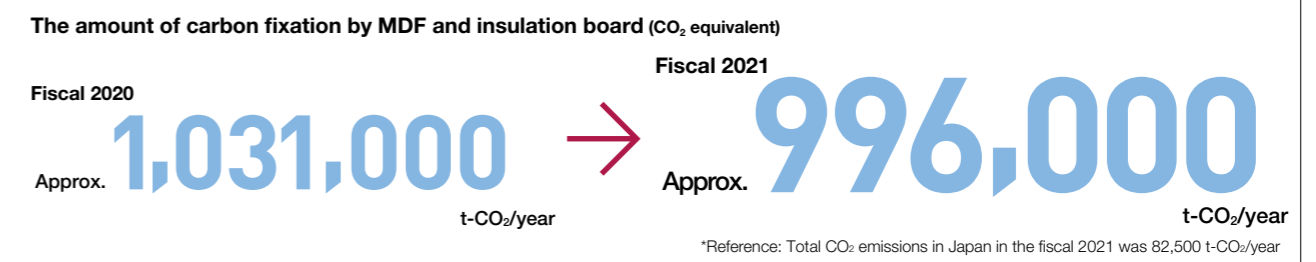 The amount of carbon fixation by MDF and insulation board (CO₂ equivalent)
Fiscal 2020
Approx. 1,031,000
t-CO₂/year
Fiscal 2021
Approx. 996,000
t-CO₂/year
*Reference: Total CO₂ emissions in Japan in the fiscal 2021 was 82,500 t-CO₂/year